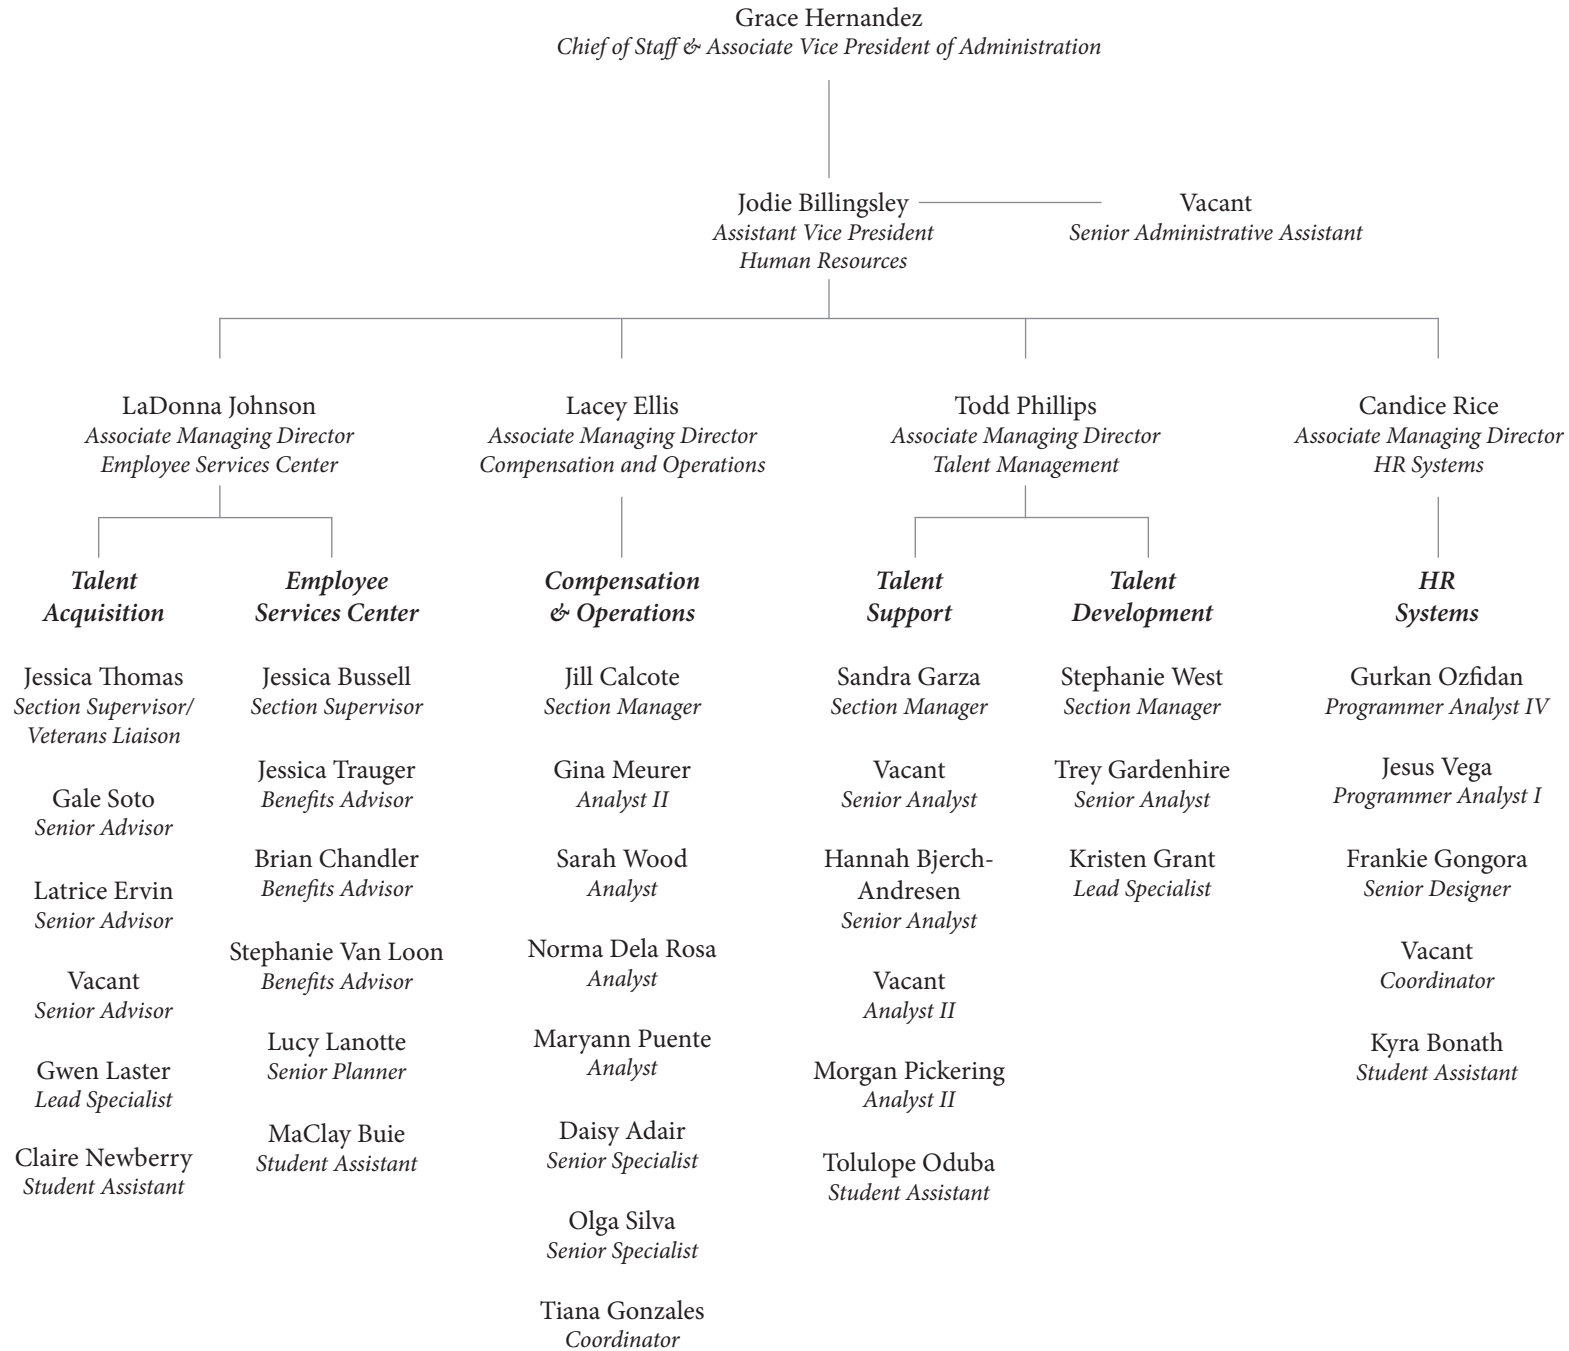 Grace Hernandez
Chief of Staff & Associate Vice President of Administration
Jodie Billingsley
Assistant Vice President
Human Resources
Vacant
Senior Administrative Assistant
LaDonna Johnson
Associate Managing Director
Employee Services Center
Lacey Ellis
Associate Managing Director
Compensation and Operations
Todd Phillips
Associate Managing Director
Talent Management
Candice Rice
Associate Managing Director
HR Systems
Talent
Acquisition
Jessica Thomas
Section Supervisor/
Veterans Liaison
Gale Soto
Senior Advisor
Latrice Ervin
Senior Advisor
Vacant
Senior Advisor
Gwen Laster
Lead Specialist
Claire Newberry
Student Assistant
Employee
Services Center
Jessica Bussell
Section Supervisor
Jessica Trauger
Benefits Advisor
Brian Chandler
Benefits Advisor
Stephanie Van Loon
Benefits Advisor
Lucy Lanotte
Senior Planner
MaClay Buie
Student Assistant
Compensation
& Operations
Jill Calcote
Section Manager
Gina Meurer
Analyst II
Sarah Wood
Analyst
Norma Dela Rosa
Analyst
Maryann Puente
Analyst
Daisy Adair
Senior Specialist
Olga Silva
Senior Specialist
Tiana Gonzales
Coordinator
Talent
Support
Sandra Garza
Section Manager
Vacant
Senior Analyst
Hannah Bjerch-
Andresen
Senior Analyst
Vacant
Analyst II
Morgan Pickering
Analyst II
Tolulope Oduba
Student Assistant
Talent
Development
Stephanie West
Section Manager
Trey Gardenhire
Senior Analyst
Kristen Grant
Lead Specialist
HR
Systems
Gurkan Ozfidan
Programmer Analyst IV
Jesus Vega
Programmer Analyst I
Frankie Gongora
Senior Designer
Vacant
Coordinator
Kyra Bonath
Student Assistant